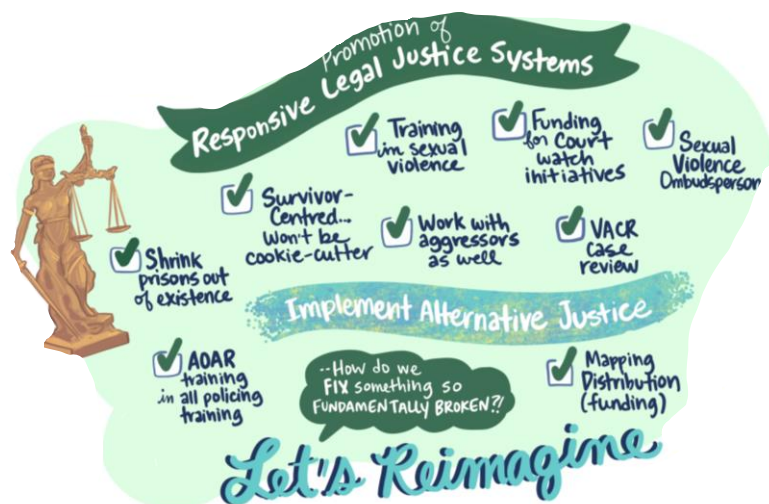 Promotion of
Responsive Legal Justice Systems
Training
in sexual
violence
Funding
for Court
watch
initiatives
Sexual
Violence
Ombudsperson
Survivor-
Centred...
Won't be
cookie-cutter
Work with
aggressors
as well
VACR
case
review
Shrink
prisons out
of existence
Implement Alternative Justice
AOAR
training
in all policing
training
--How do we
FIX something so
FUNDAMENTALLY BROKEN?!
Mapping
Distribution
(funding)
Let's Reimagine